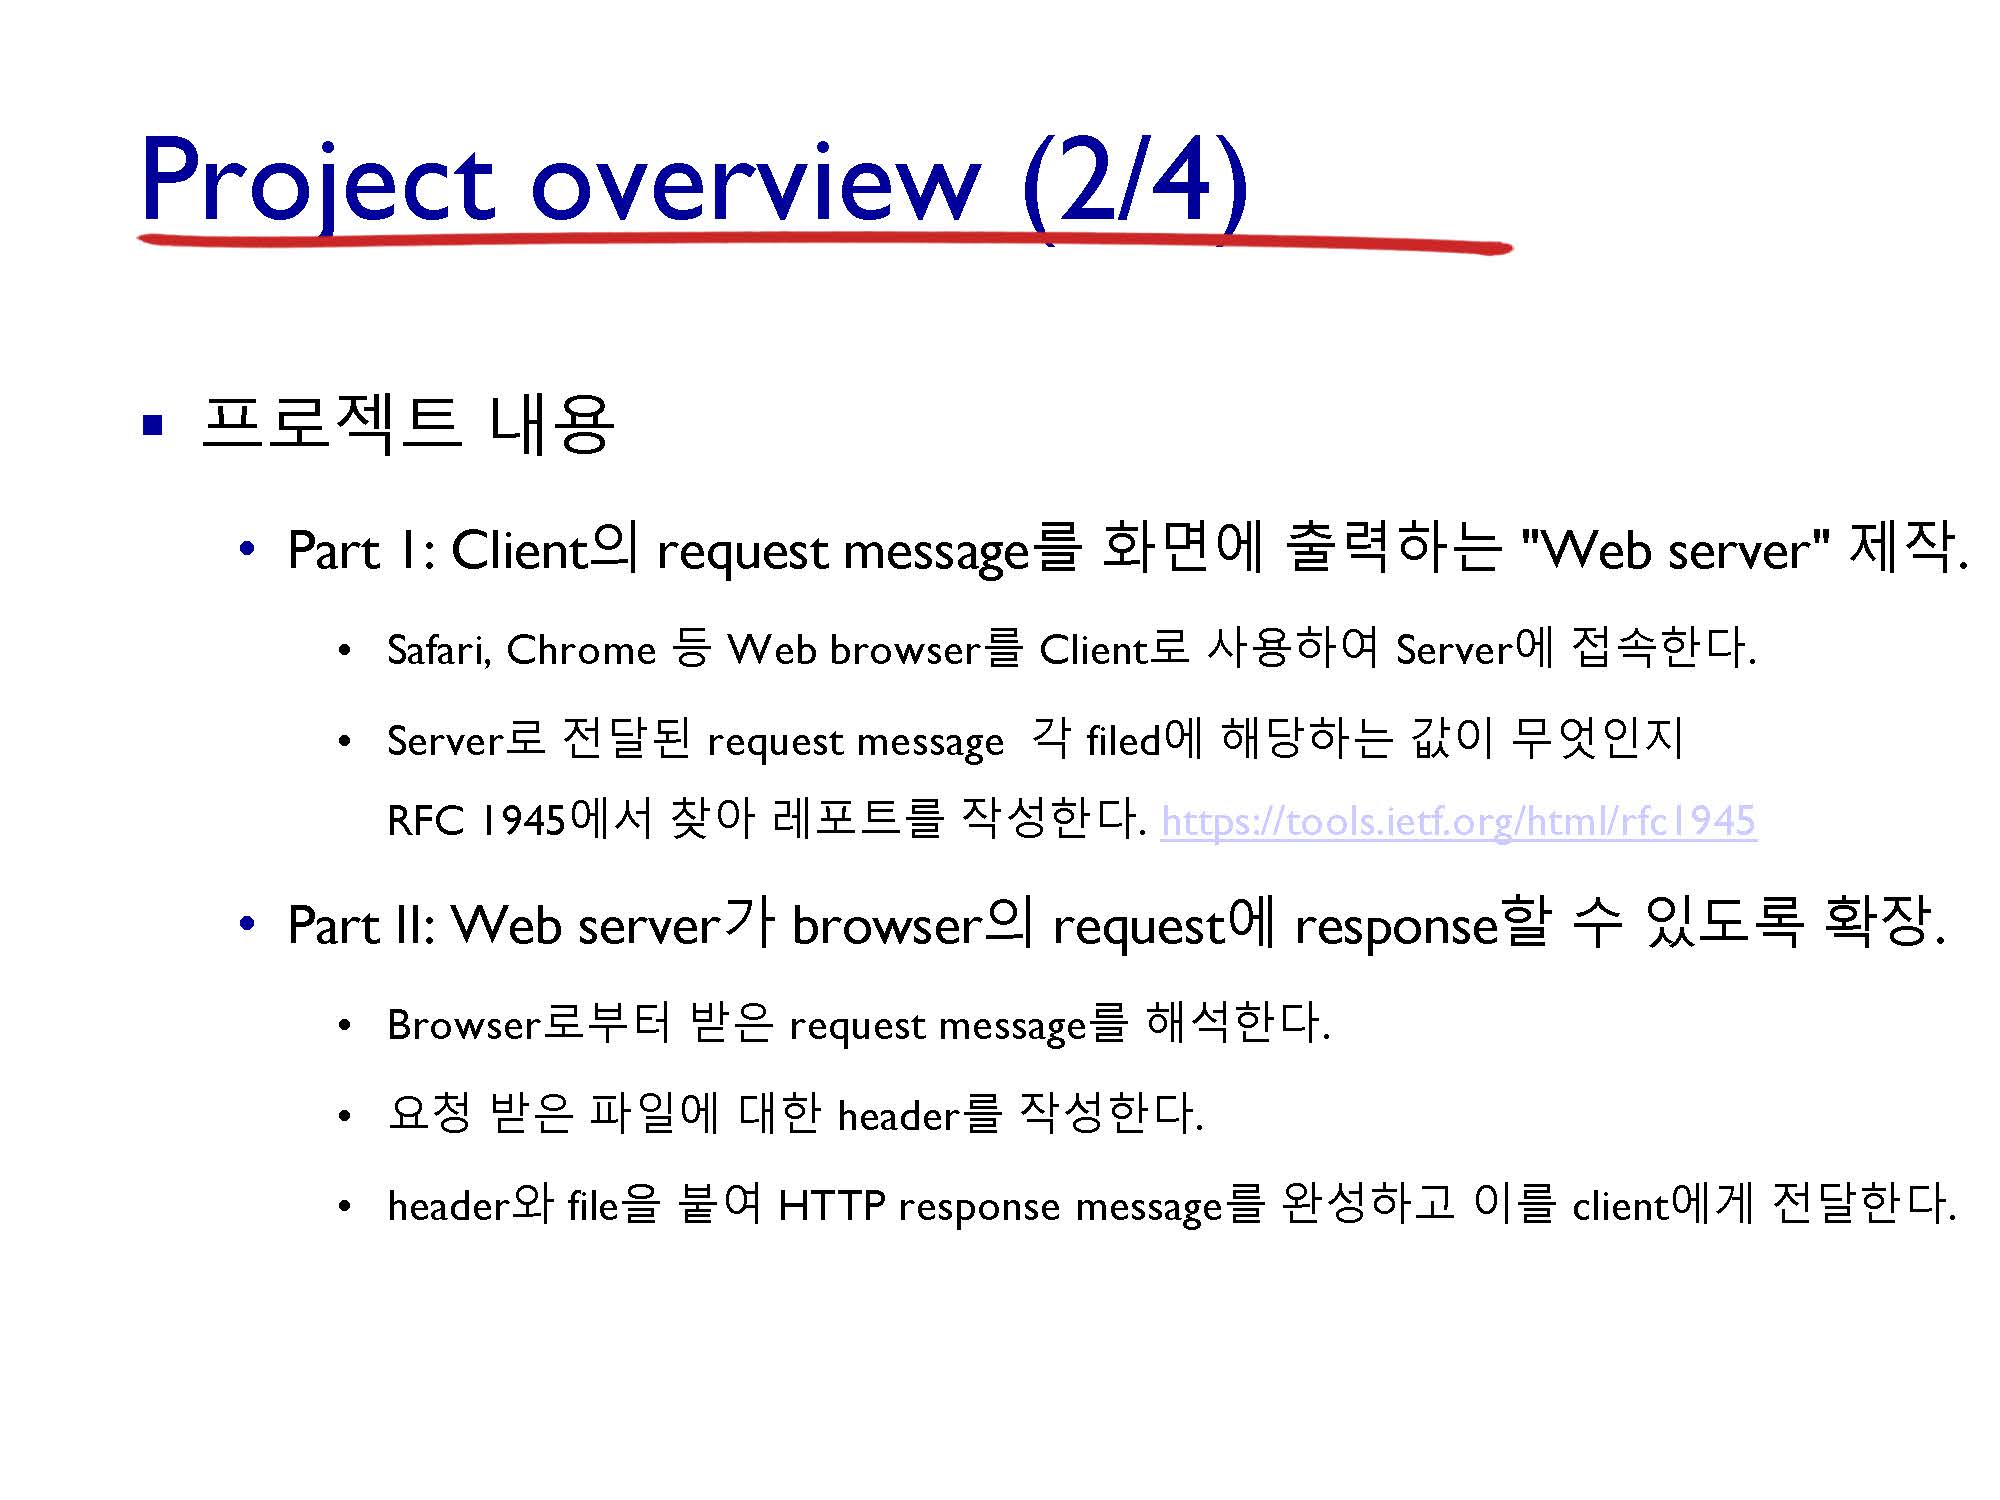 Project overview (2/4)
▪ 프로젝트 내용
• Part 1: Client의 request message를 화면에 출력하는 "Web server" 제작.
• Safari, Chrome 등 Web browser를 Client로 사용하여 Server에 접속한다.
• Server로 전달된 request message 각 filed에 해당하는 값이 무엇인지
RFC 1945에서 찾아 레포트를 작성한다. https://tools.ietf.org/html/rfc1945
• Part II: Web server가 browser의 request에 response할 수 있도록 확장.
• Browser로부터 받은 request message를 해석한다.
• 요청 받은 파일에 대한 header를 작성한다.
• header와 file을 붙여 HTTP response message를 완성하고 이를 client에게 전달한다.